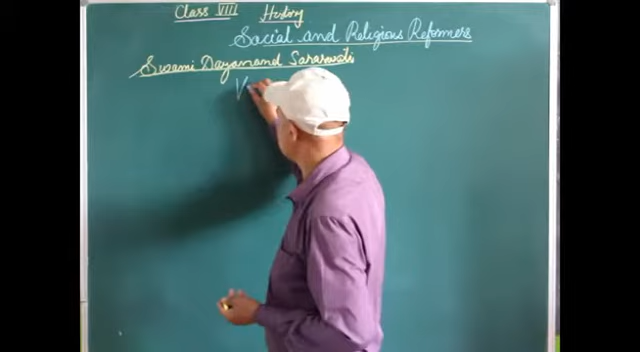 Class VIII History
Social and Religious Reformers
Swami Dayanand Saraswati
V